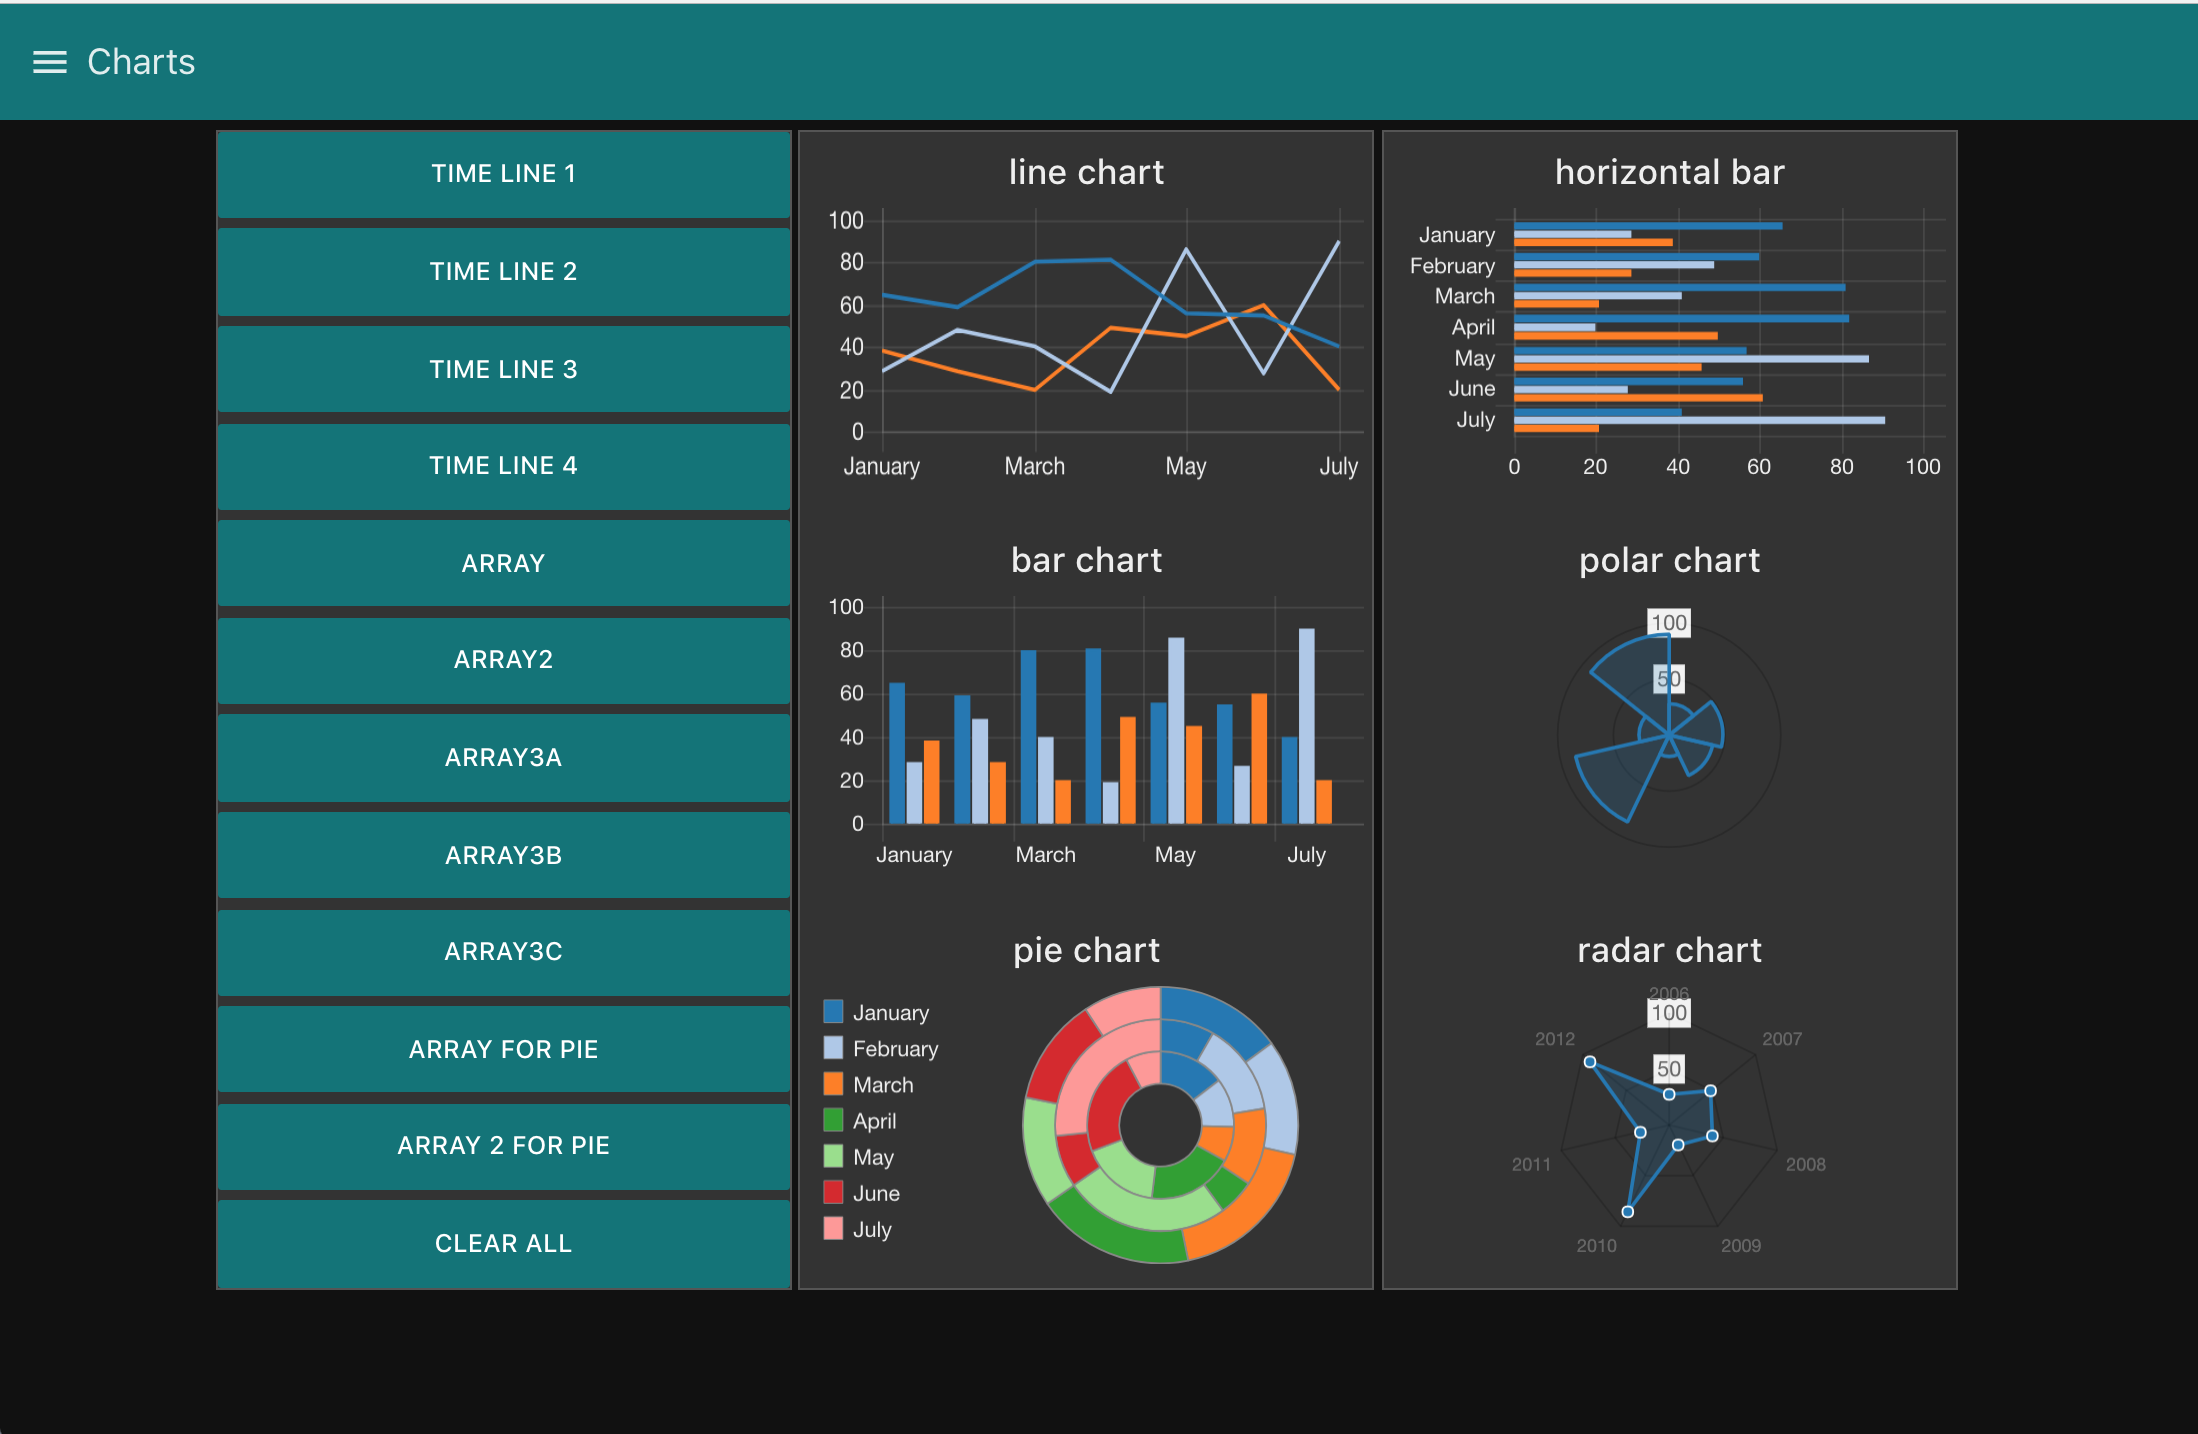 Charts
TIME LINE 1
TIME LINE 2
TIME LINE 3
TIME LINE 4
ARRAY
ARRAY2
ARRAY3A
ARRAY3B
ARRAY3C
ARRAY FOR PIE
ARRAY 2 FOR PIE
CLEAR ALL
line chart
100
80
60
40
20
0
January March May July
bar chart
100
80
60
40
20
0
January March May July
pie chart
January
February
March
April
May
June
July
horizontal bar
January
February
March
April
May
June
July
0 20 40 60 80 100
polar chart
100
50
radar chart
2006
100
2012 2007
50
2011 2008
2010 2009